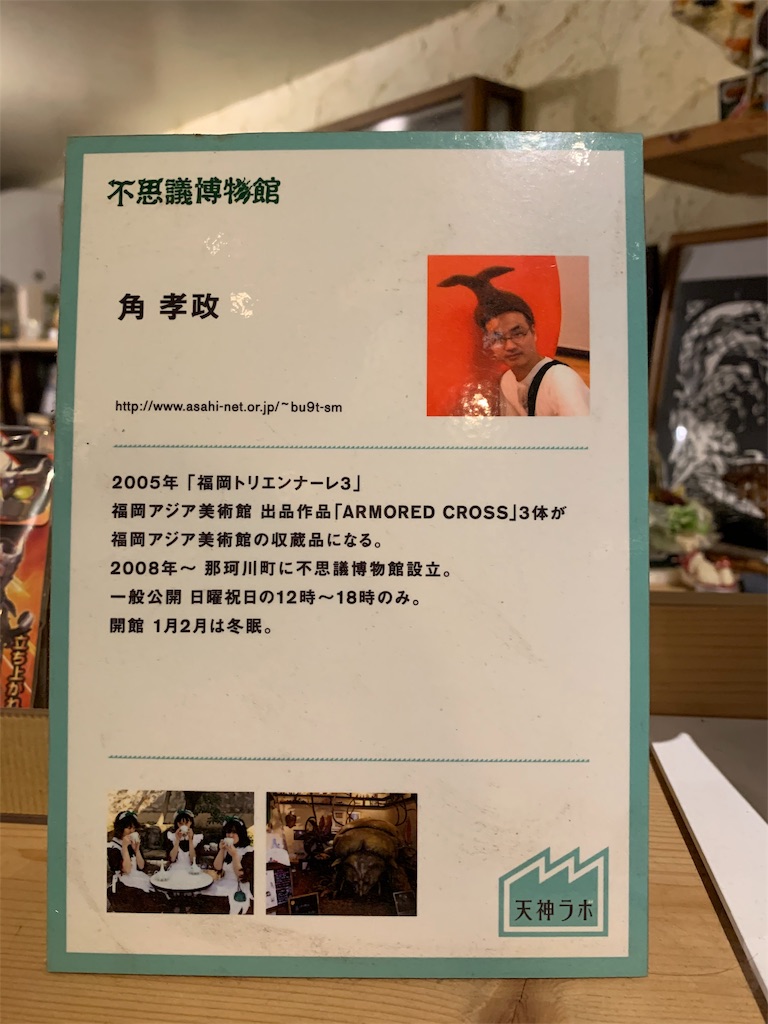 不思議博物館
角 孝政
http://www.asahi-net.or.jp/~bu9t-sm
2005年「福岡トリエンナーレ3」
福岡アジア美術館 出品作品「ARMORED CROSS」3体が
福岡アジア美術館の収蔵品になる。
2008年〜 那珂川町に不思議博物館設立。
一般公開 日曜祝日の12時〜18時のみ。
開館 1月2月は冬眠。
立ち上がれ
天神ラボ